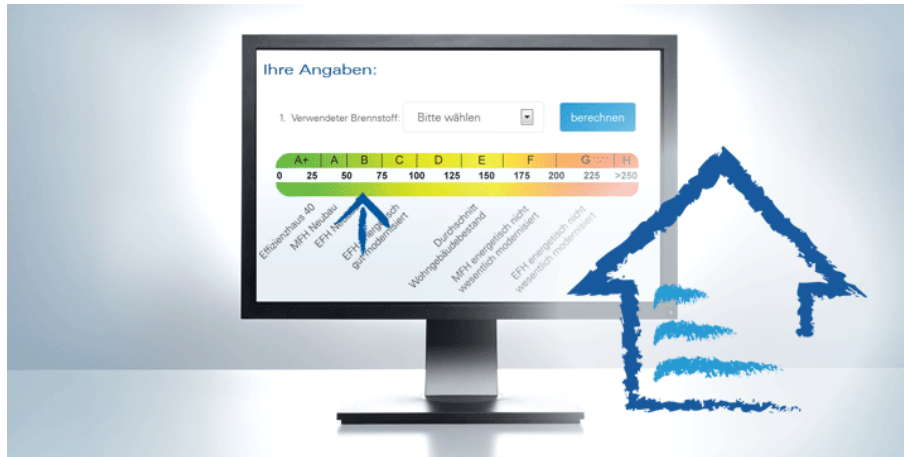 Ihre Angaben:
1. Verwendeter Brennstoff: Bitte wählen berechnen
A+ A B C D E F G H
0 25 50 75 100 125 150 175 200 225 >250
Effizienzhaus 40
MFH Neubau
EFH
EFH energetisch
gut modernisiert
Durchschnitt
Wohngebäudebestand
MFH energetisch nicht
wesentlich modernisiert
EFH energetisch nicht
wesentlich modernisiert